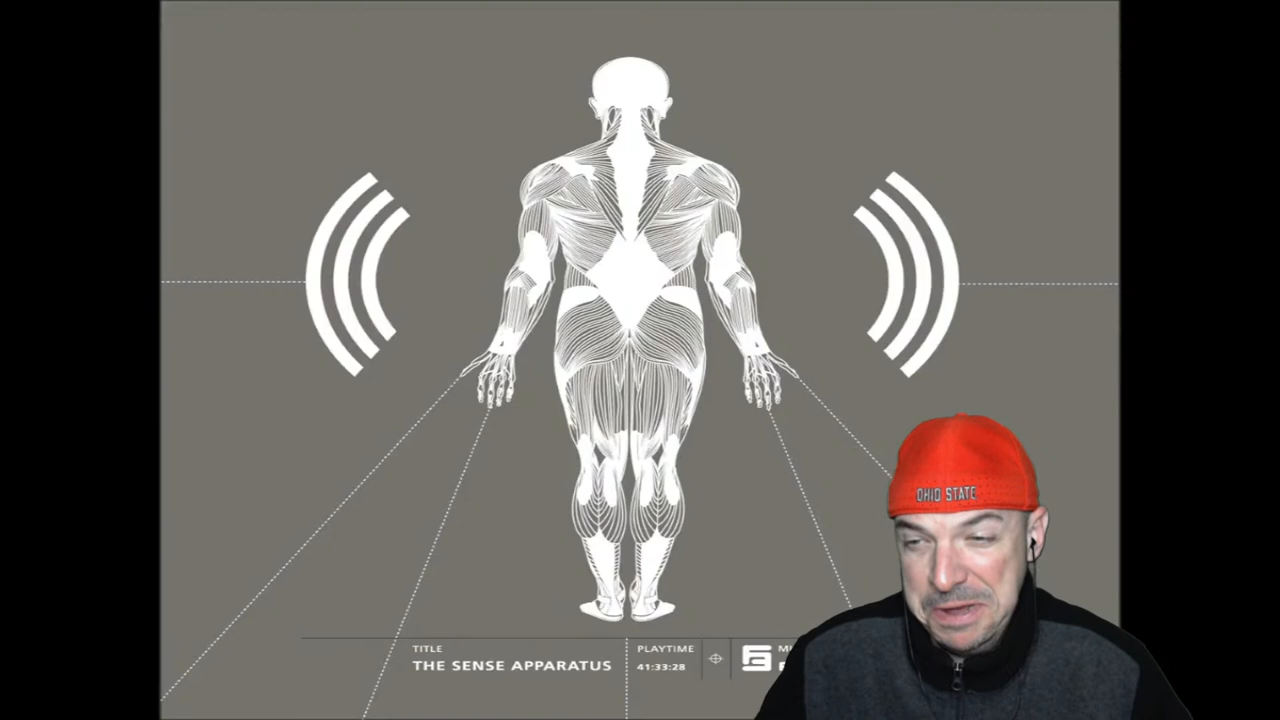 OHIO STATE
TITLE
THE SENSE APPARATUS
PLAYTIME
41:33:28